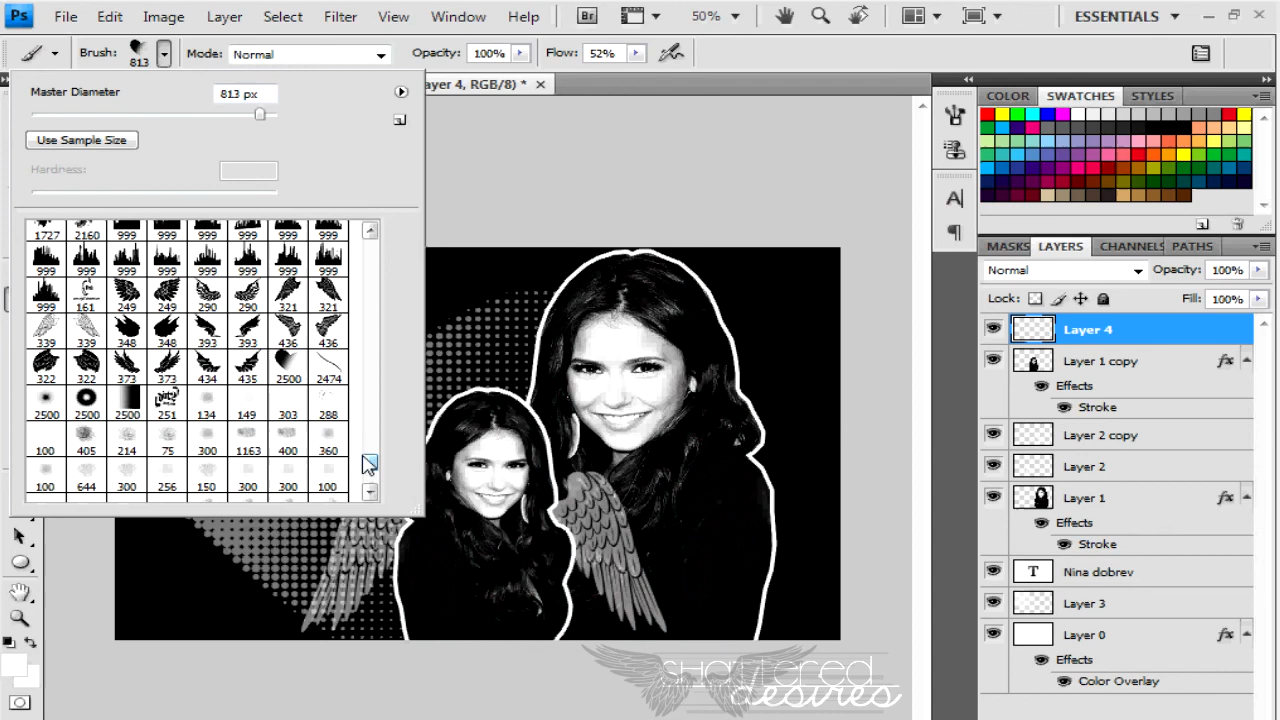 Ps File Edit Image Layer Select Filter View Window Help Br 50% ESSENTIALS
Brush: 813 Mode: Normal Opacity: 100% Flow: 52%
ayer 4, RGB/8) *
Master Diameter 813 px
Use Sample Size
Hardness:
1727 2160 999 999 999 999 999 999
999 999 999 999 999 999 999 999
999 161 249 249 290 290 321 321
339 339 348 348 393 393 436 436
322 322 373 373 434 435 2500 2474
2500 2500 2500 251 134 149 303 288
100 405 214 75 300 1163 400 360
100 644 300 256 150 300 300 100
COLOR SWATCHES STYLES
MASKS LAYERS CHANNELS PATHS
Normal Opacity: 100%
Lock: Fill: 100%
Layer 4
Layer 1 copy fx
Effects
Stroke
Layer 2 copy
Layer 2
Layer 1 fx
Effects
Stroke
T Nina dobrev
Layer 3
Layer 0 fx
Effects
Color Overlay
shattered
desires